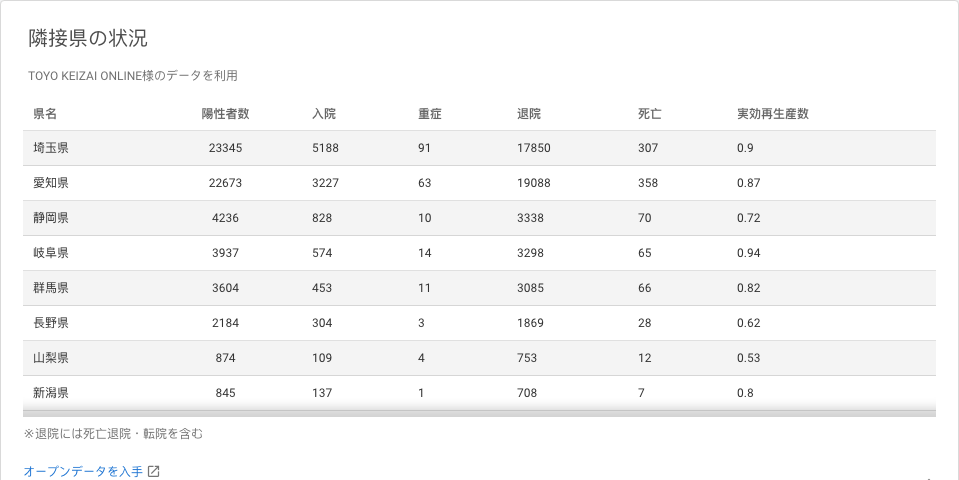 隣接県の状況
TOYO KEIZAI ONLINE様のデータを利用
県名 陽性者数 入院 重症 退院 死亡 実効再生産数
埼玉県 23345 5188 91 17850 307 0.9
愛知県 22673 3227 63 19088 358 0.87
静岡県 4236 828 10 3338 70 0.72
岐阜県 3937 574 14 3298 65 0.94
群馬県 3604 453 11 3085 66 0.82
長野県 2184 304 3 1869 28 0.62
山梨県 874 109 4 753 12 0.53
新潟県 845 137 1 708 7 0.8
※退院には死亡退院・転院を含む
オープンデータを入手